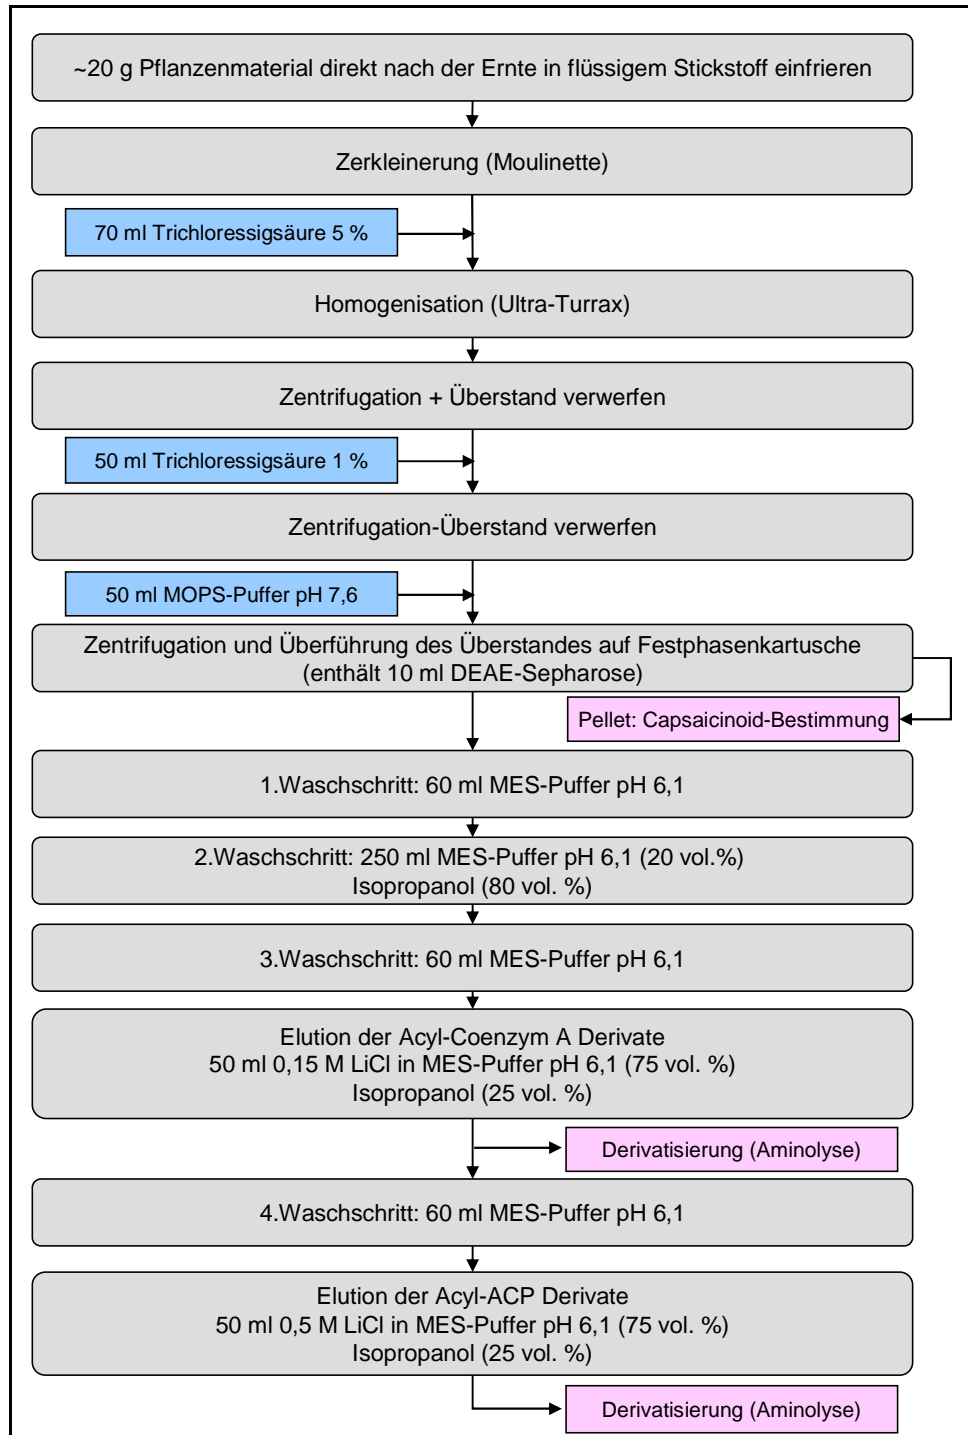 ~20 g Pflanzenmaterial direkt nach der Ernte in flüssigem Stickstoff einfrieren
Zerkleinerung (Moulinette)
70 ml Trichloressigsäure 5 %
Homogenisation (Ultra-Turrax)
Zentrifugation + Überstand verwerfen
50 ml Trichloressigsäure 1 %
Zentrifugation-Überstand verwerfen
50 ml MOPS-Puffer pH 7,6
Zentrifugation und Überführung des Überstandes auf Festphasenkartusche
(enthält 10 ml DEAE-Sepharose)
Pellet: Capsaicinoid-Bestimmung
1.Waschschritt: 60 ml MES-Puffer pH 6,1
2.Waschschritt: 250 ml MES-Puffer pH 6,1 (20 vol.%)
Isopropanol (80 vol. %)
3.Waschschritt: 60 ml MES-Puffer pH 6,1
Elution der Acyl-Coenzym A Derivate
50 ml 0,15 M LiCl in MES-Puffer pH 6,1 (75 vol. %)
Isopropanol (25 vol. %)
Derivatisierung (Aminolyse)
4.Waschschritt: 60 ml MES-Puffer pH 6,1
Elution der Acyl-ACP Derivate
50 ml 0,5 M LiCl in MES-Puffer pH 6,1 (75 vol. %)
Isopropanol (25 vol. %)
Derivatisierung (Aminolyse)